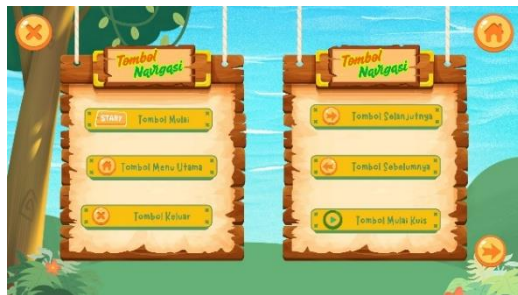 Tombol
Navigasi
START Tombol Mulai
Tombol Menu Utama
Tombol Keluar
Tombol
Navigasi
Tombol Selanjutnya
Tombol Sebelumnya
Tombol Mulai Kuis